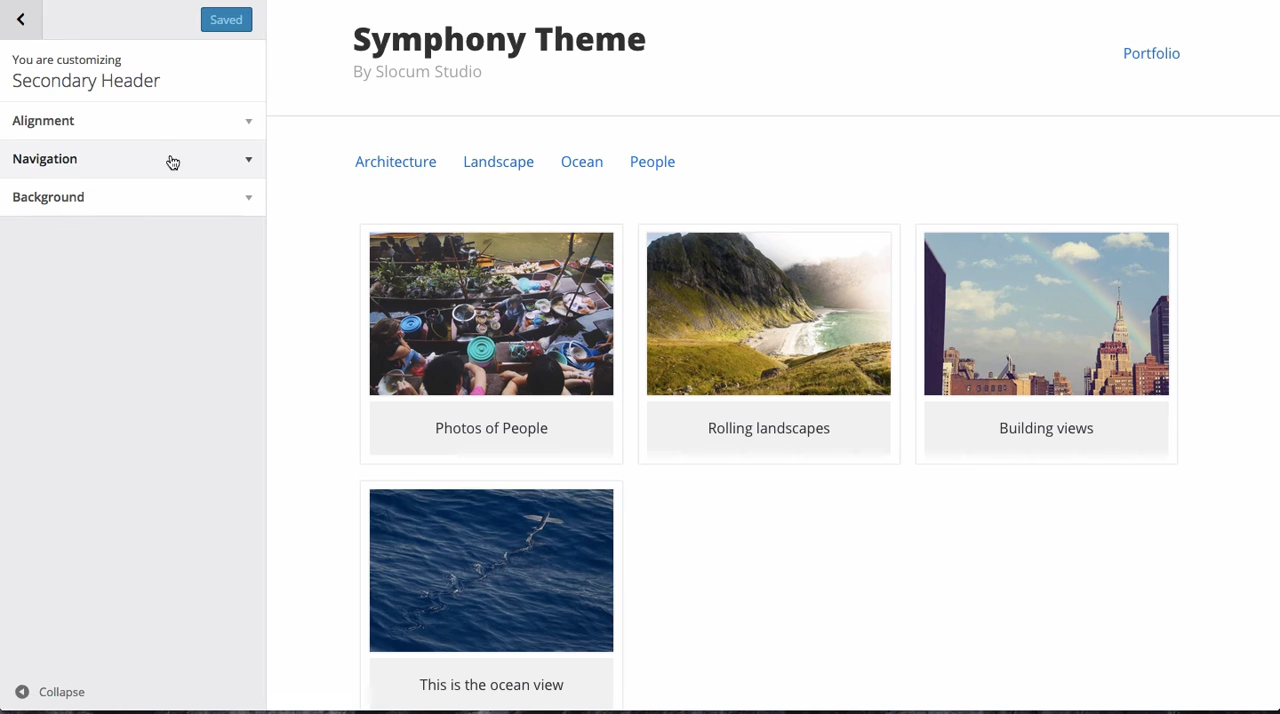 Saved
You are customizing
Secondary Header
Alignment
Navigation
Background
Collapse
Symphony Theme
By Slocum Studio
Portfolio
Architecture Landscape Ocean People
Photos of People
Rolling landscapes
Building views
This is the ocean view